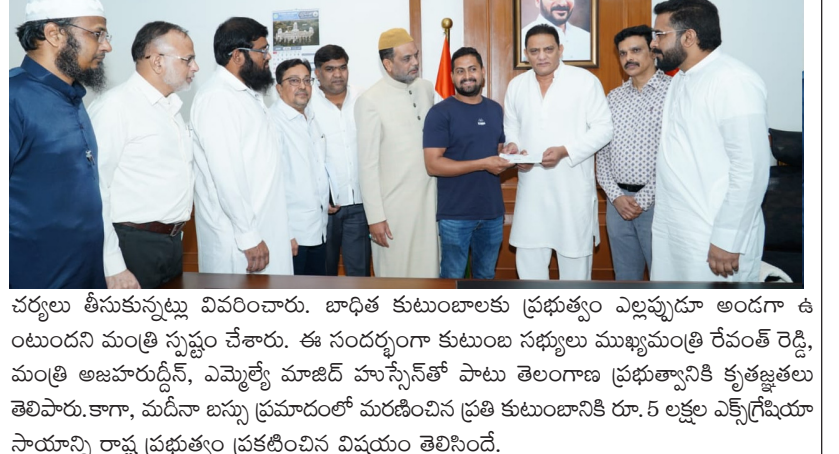 చర్యలు తీసుకున్నట్లు వివరించారు. బాధిత కుటుంబాలకు ప్రభుత్వం ఎల్లప్పుడూ అండగా ఉ
ంటుందని మంత్రి స్పష్టం చేశారు. ఈ సందర్భంగా కుటుంబ సభ్యులు ముఖ్యమంత్రి రేవంత్ రెడ్డి,
మంత్రి అజహరుద్దీన్, ఎమ్మెల్యే మాజిద్ హుస్సేన్‌తో పాటు తెలంగాణ ప్రభుత్వానికి కృతజ్ఞతలు
తెలిపారు.కాగా, మదీనా బస్సు ప్రమాదంలో మరణించిన ప్రతి కుటుంబానికి రూ.5 లక్షల ఎక్స్‌గ్రేషియా
సాయాన్ని రాష్ట్ర ప్రభుత్వం ప్రకటించిన విషయం తెలిసిందే.